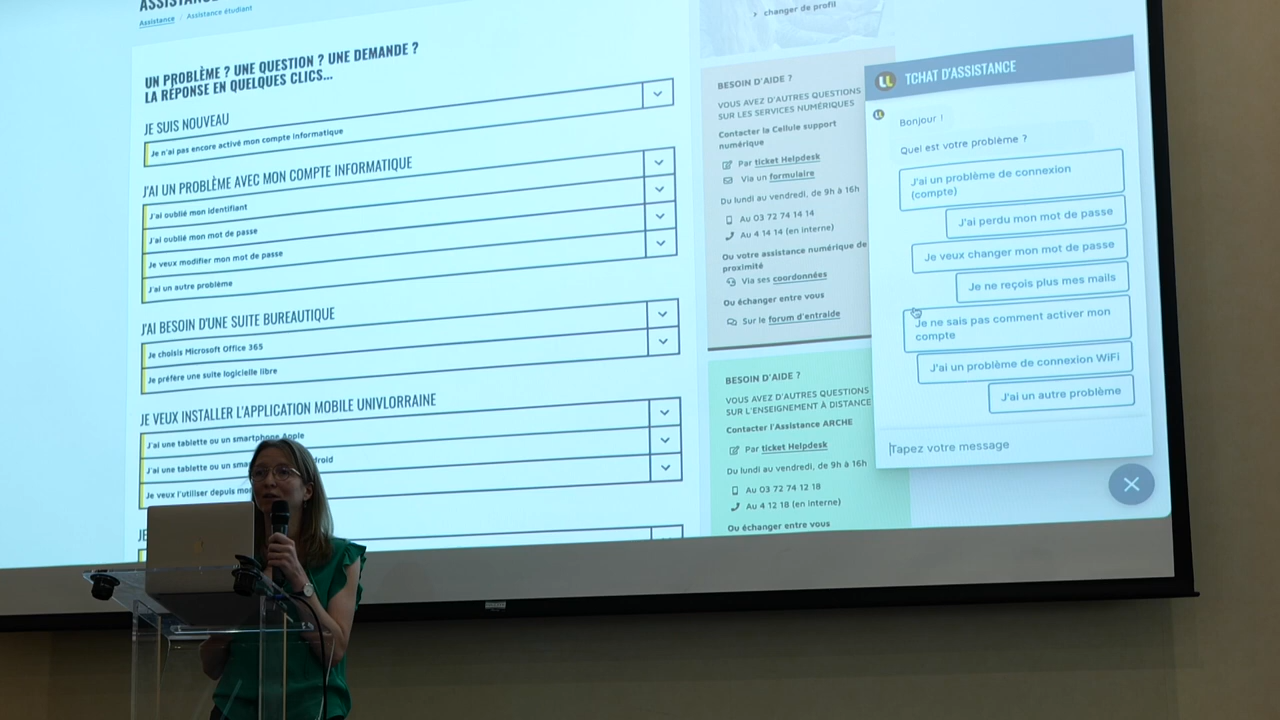 ASSISTANCE
Assistance / Assistance étudiant
UN PROBLÈME ? UNE QUESTION ? UNE DEMANDE ?
LA RÉPONSE EN QUELQUES CLICS...
JE SUIS NOUVEAU
Je n'ai pas encore activé mon compte informatique
J'AI UN PROBLÈME AVEC MON COMPTE INFORMATIQUE
J'ai oublié mon identifiant
J'ai oublié mon mot de passe
Je veux modifier mon mot de passe
J'ai un autre problème
J'AI BESOIN D'UNE SUITE BUREAUTIQUE
Je choisis Microsoft Office 365
Je préfère une suite logicielle libre
JE VEUX INSTALLER L'APPLICATION MOBILE UNIVLORRAINE
J'ai une tablette ou un smartphone Apple
J'ai une tablette ou un sma droid
Je veux l'utiliser depuis mo
JE
changer de profil
BESOIN D'AIDE ?
VOUS AVEZ D'AUTRES QUESTIONS
SUR LES SERVICES NUMÉRIQUES
Contacter la Cellule support
numérique
Par ticket Helpdesk
Via un formulaire
Du lundi au vendredi, de 9h à 16h
Au 03 72 74 14 14
Au 4 14 14 (en interne)
Ou votre assistance numérique de
proximité
Via ses coordonnées
Ou échanger entre vous
Sur le forum d'entraide
BESOIN D'AIDE ?
VOUS AVEZ D'AUTRES QUESTIONS
SUR L'ENSEIGNEMENT À DISTANCE
Contacter l'Assistance ARCHE
Par ticket Helpdesk
Du lundi au vendredi, de 9h à 16h
Au 03 72 74 12 18
Au 4 12 18 (en interne)
Ou échanger entre vous
TCHAT D'ASSISTANCE
Bonjour !
Quel est votre problème ?
J'ai un problème de connexion
(compte)
J'ai perdu mon mot de passe
Je veux changer mon mot de passe
Je ne reçois plus mes mails
Je ne sais pas comment activer mon
compte
J'ai un problème de connexion WiFi
J'ai un autre problème
Tapez votre message